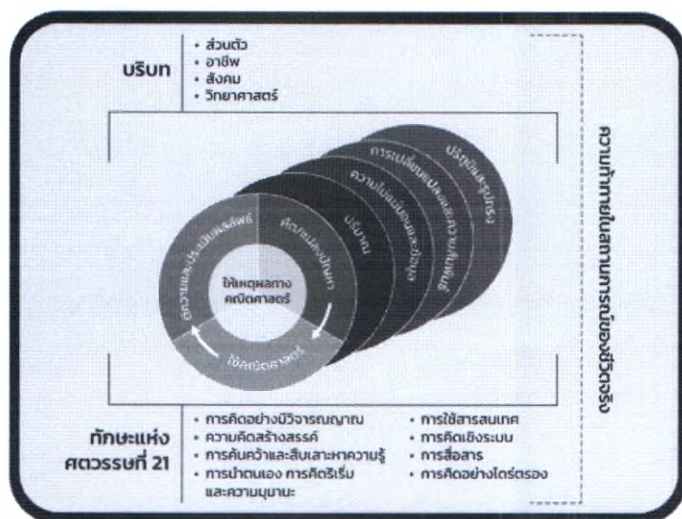 บริบท
• ส่วนตัว
• อาชีพ
• สังคม
• วิทยาศาสตร์
ความท้าทายในสถานการณ์ของชีวิตจริง
ปริภูมิและรูปทรง
การเปลี่ยนแปลงและความสัมพันธ์
ความไม่แน่นอนและข้อมูล
ปริมาณ
คิด/แปลงปัญหา
ตีความและประเมินผลลัพธ์
ใช้คณิตศาสตร์
ให้เหตุผลทาง
คณิตศาสตร์
ทักษะแห่ง
ศตวรรษที่ 21
• การคิดอย่างมีวิจารณญาณ
• ความคิดสร้างสรรค์
• การค้นคว้าและสืบเสาะหาความรู้
• การนำตนเอง การคิดริเริ่ม
และความมุมานะ
• การใช้สารสนเทศ
• การคิดเชิงระบบ
• การสื่อสาร
• การคิดอย่างไตร่ตรอง